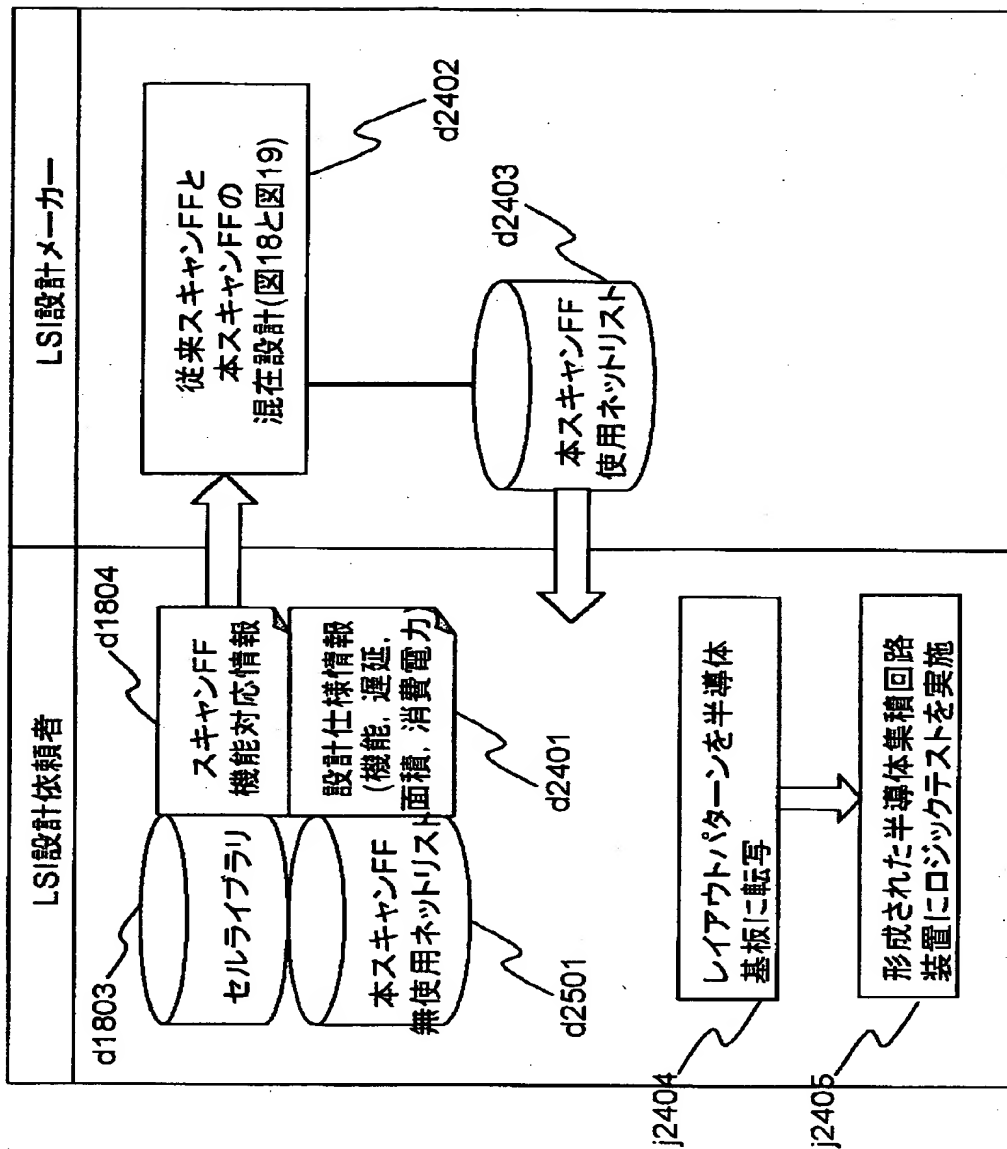 LSI設計依頼者
LSI設計メーカー
d1803
d1804
セルライブラリ
スキャンFF
機能対応情報
本スキャンFF
無使用ネットリスト
設計仕様情報
(機能, 遅延,
面積, 消費電力)
d2501
d2401
従来スキャンFFと
本スキャンFFの
混在設計(図18と図19)
d2402
d2403
本スキャンFF
使用ネットリスト
レイアウトパターンを半導体
基板に転写
j2404
形成された半導体集積回路
装置にロジックテストを実施
j2405